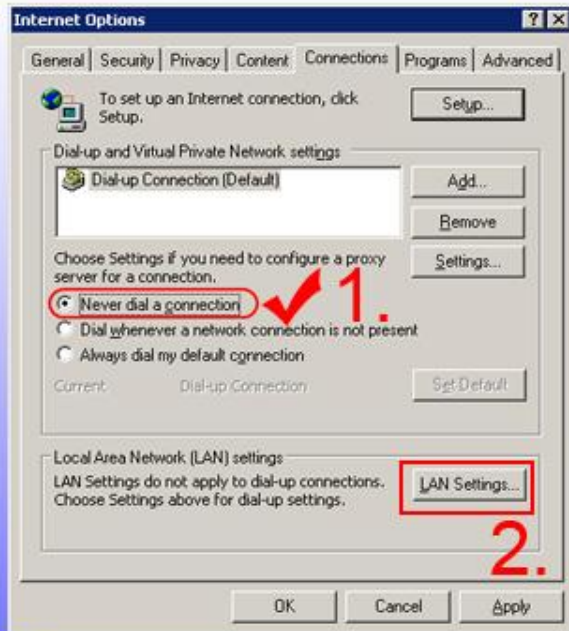 Internet Options
General Security Privacy Content Connections Programs Advanced
To set up an Internet connection, click
Setup.
Setup...
Dial-up and Virtual Private Network settings
Dial-up Connection (Default)
Add...
Remove
Choose Settings if you need to configure a proxy
server for a connection.
Settings...
Never dial a connection
1.
Dial whenever a network connection is not present
Always dial my default connection
Current Dial-up Connection
Set Default
Local Area Network (LAN) settings
LAN Settings do not apply to dial-up connections.
Choose Settings above for dial-up settings.
LAN Settings...
2.
OK Cancel Apply